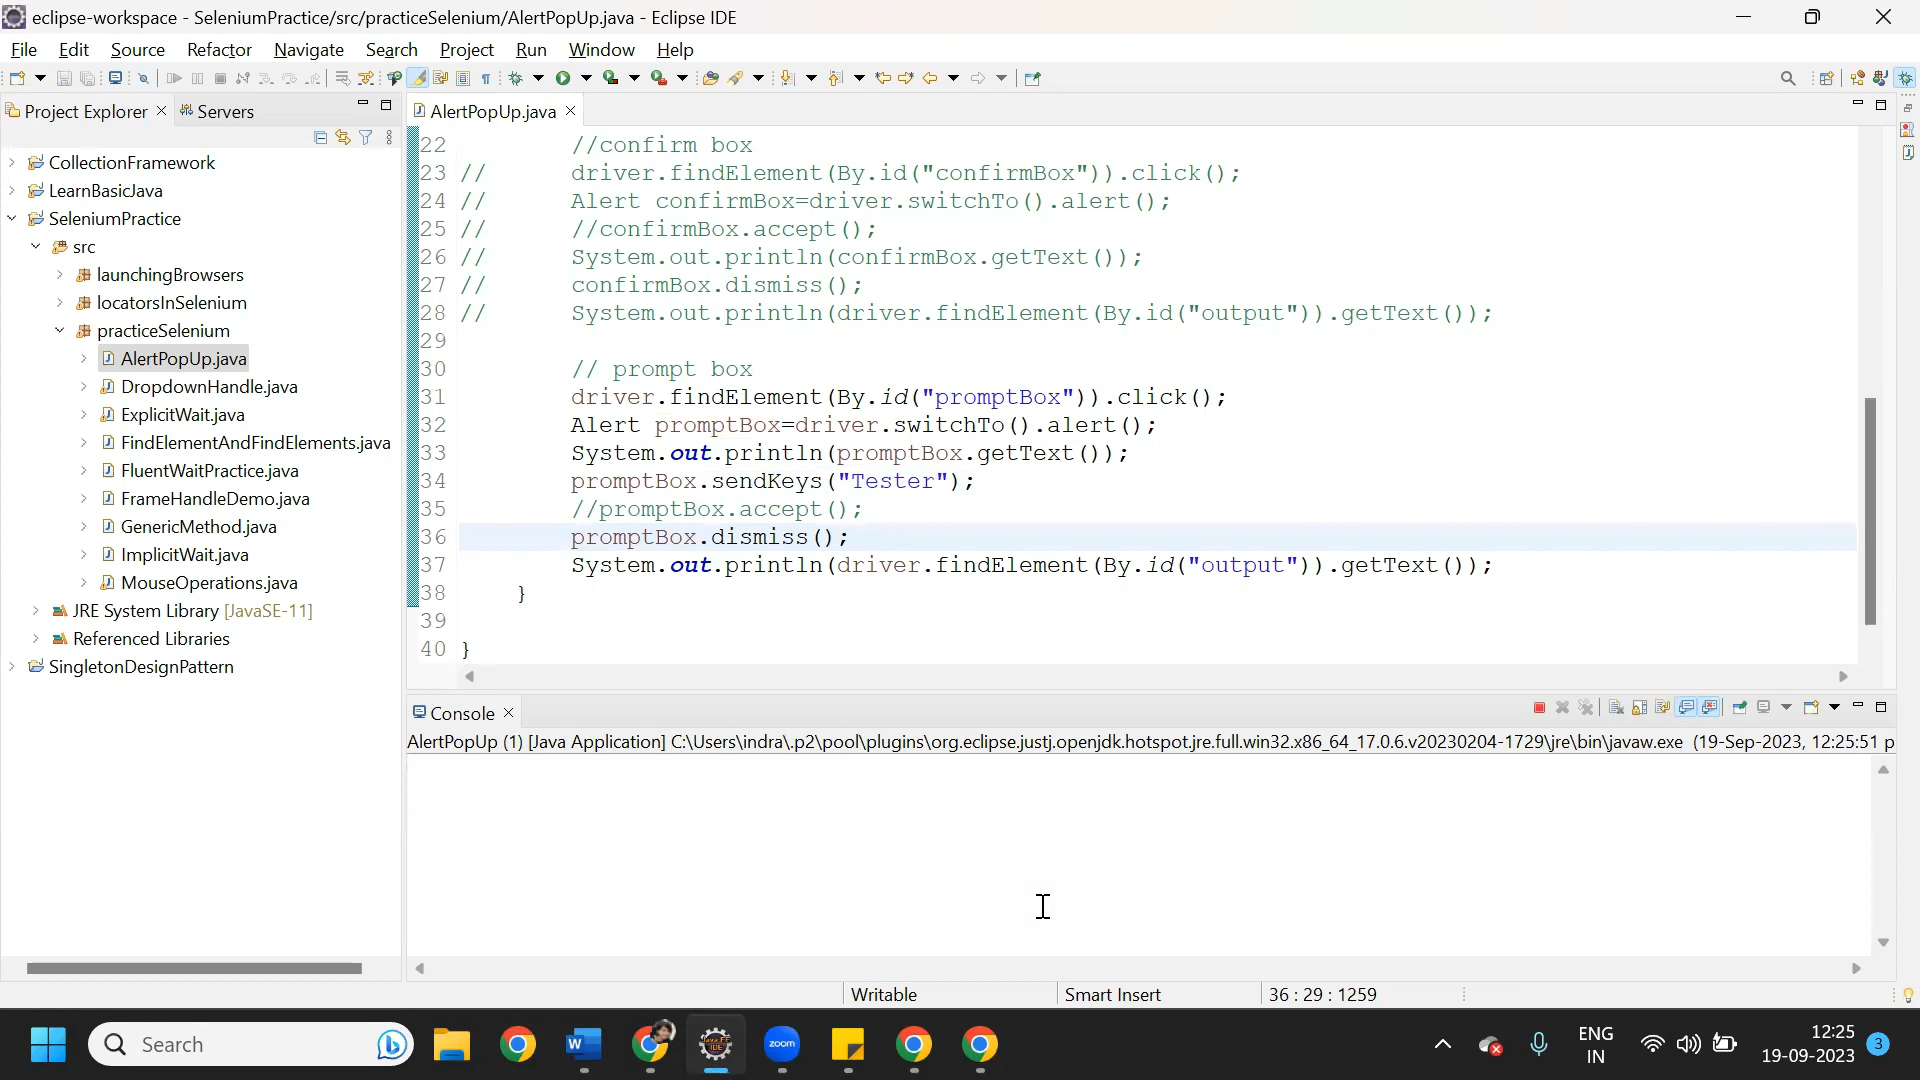 eclipse-workspace - SeleniumPractice/src/practiceSelenium/AlertPopUp.java - Eclipse IDE
File Edit Source Refactor Navigate Search Project Run Window Help
Project Explorer
Servers
CollectionFramework
LearnBasicJava
SeleniumPractice
src
launchingBrowsers
locatorsInSelenium
practiceSelenium
AlertPopUp.java
DropdownHandle.java
ExplicitWait.java
FindElementAndFindElements.java
FluentWaitPractice.java
FrameHandleDemo.java
GenericMethod.java
ImplicitWait.java
MouseOperations.java
JRE System Library [JavaSE-11]
Referenced Libraries
SingletonDesignPattern
AlertPopUp.java
22 //confirm box
23 // driver.findElement(By.id("confirmBox")).click();
24 // Alert confirmBox=driver.switchTo().alert();
25 // //confirmBox.accept();
26 // System.out.println(confirmBox.getText());
27 // confirmBox.dismiss();
28 // System.out.println(driver.findElement(By.id("output")).getText());
29
30 // prompt box
31 driver.findElement(By.id("promptBox")).click();
32 Alert promptBox=driver.switchTo().alert();
33 System.out.println(promptBox.getText());
34 promptBox.sendKeys("Tester");
35 //promptBox.accept();
36 promptBox.dismiss();
37 System.out.println(driver.findElement(By.id("output")).getText());
38 }
39
40 }
Console
AlertPopUp (1) [Java Application] C:\Users\indra\.p2\pool\plugins\org.eclipse.justj.openjdk.hotspot.jre.full.win32.x86_64_17.0.6.v20230204-1729\jre\bin\javaw.exe (19-Sep-2023, 12:25:51 p
Writable Smart Insert 36 : 29 : 1259
Search
zoom
ENG
IN
12:25
19-09-2023
3